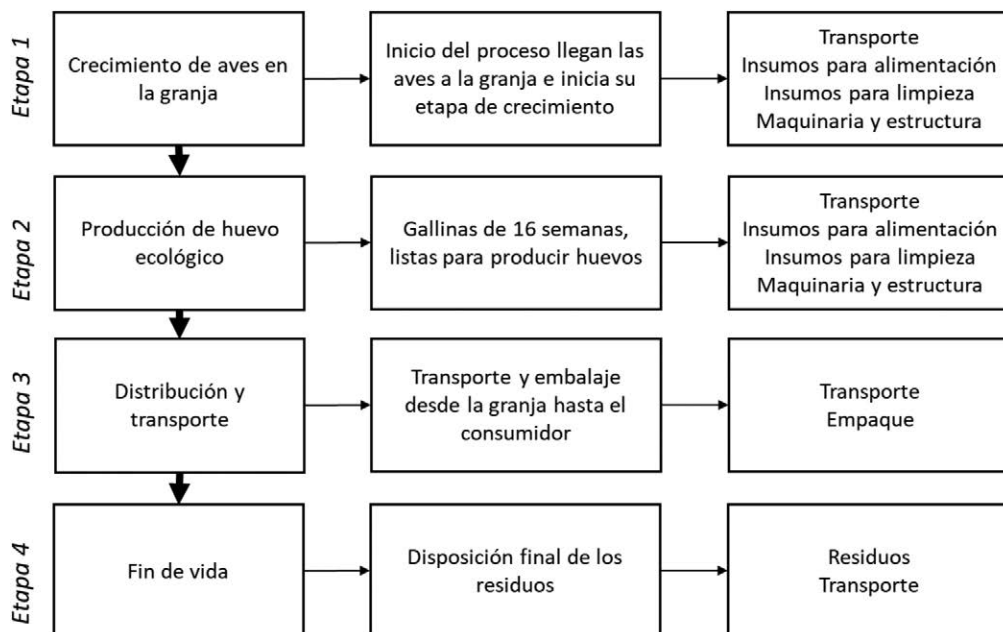 Etapa 1
Crecimiento de aves en
la granja
Inicio del proceso llegan las
aves a la granja e inicia su
etapa de crecimiento
Transporte
Insumos para alimentación
Insumos para limpieza
Maquinaria y estructura
Etapa 2
Producción de huevo
ecológico
Gallinas de 16 semanas,
listas para producir huevos
Transporte
Insumos para alimentación
Insumos para limpieza
Maquinaria y estructura
Etapa 3
Distribución y
transporte
Transporte y embalaje
desde la granja hasta el
consumidor
Transporte
Empaque
Etapa 4
Fin de vida
Disposición final de los
residuos
Residuos
Transporte